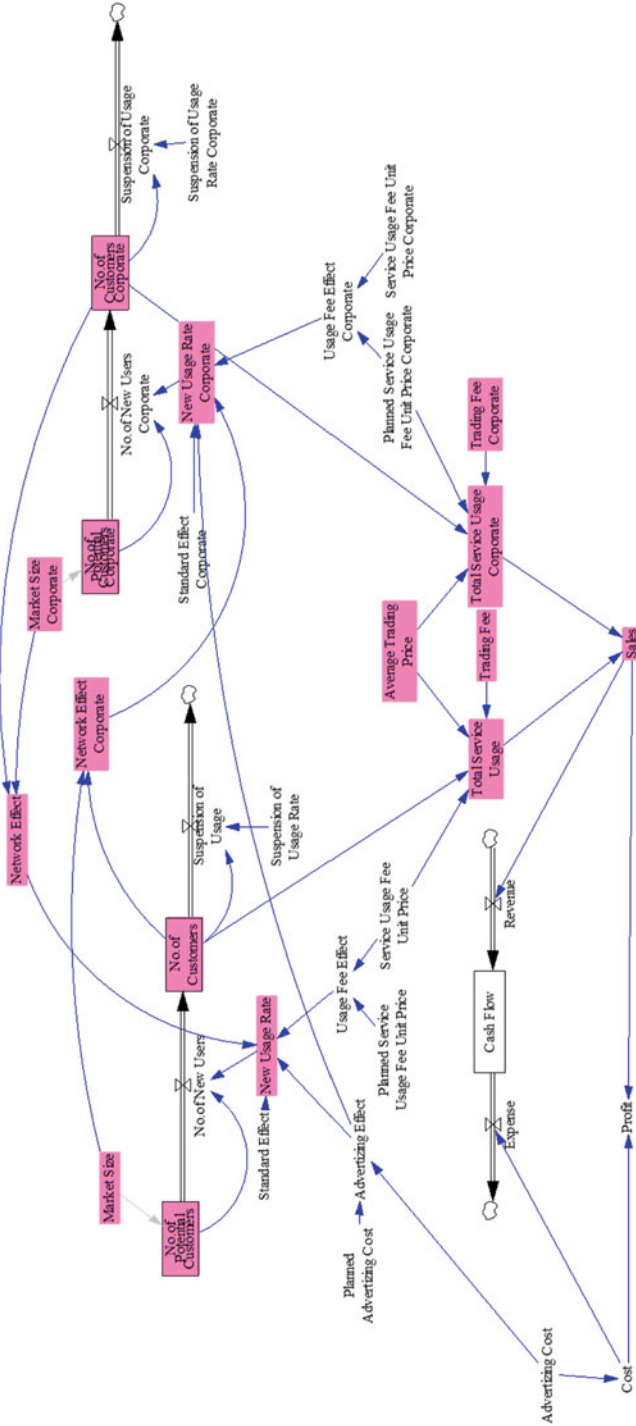 Market Size
No.of
Potential
Customers
No.of New Users
Standard Effect
New Usage Rate
Network Effect
No.of
Customers
Suspension of
Usage
Suspension of
Usage Rate
Network Effect
Corporate
Market Size
Corporate
No.of
Potential
Customers
Corporate
No.of New Users
Corporate
Standard Effect
Corporate
New Usage Rate
Corporate
No.of
Customers
Corporate
Suspension of Usage
Corporate
Suspension of Usage
Rate Corporate
Planned
Advertizing Cost
Advertizing Effect
Usage Fee Effect
Planned Service
Usage Fee Unit Price
Service Usage Fee
Unit Price
Usage Fee Effect
Corporate
Planned Service Usage
Fee Unit Price Corporate
Service Usage Fee Unit
Price Corporate
Average Trading
Price
Trading Fee
Trading Fee
Corporate
Total Service
Usage
Total Service Usage
Corporate
Expense
Cash Flow
Revenue
Advertizing Cost
Cost
Profit
Sales